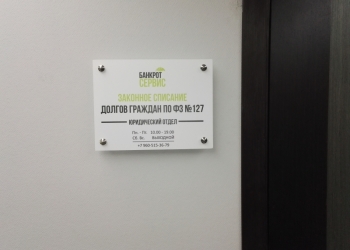 БАНКРОТ
СЕРВИС
ЗАКОННОЕ СПИСАНИЕ
ДОЛГОВ ГРАЖДАН ПО ФЗ №127
ЮРИДИЧЕСКИЙ ОТДЕЛ
Пн. - Пт. 10:00 - 19:00
Сб. Вс. ВЫХОДНОЙ